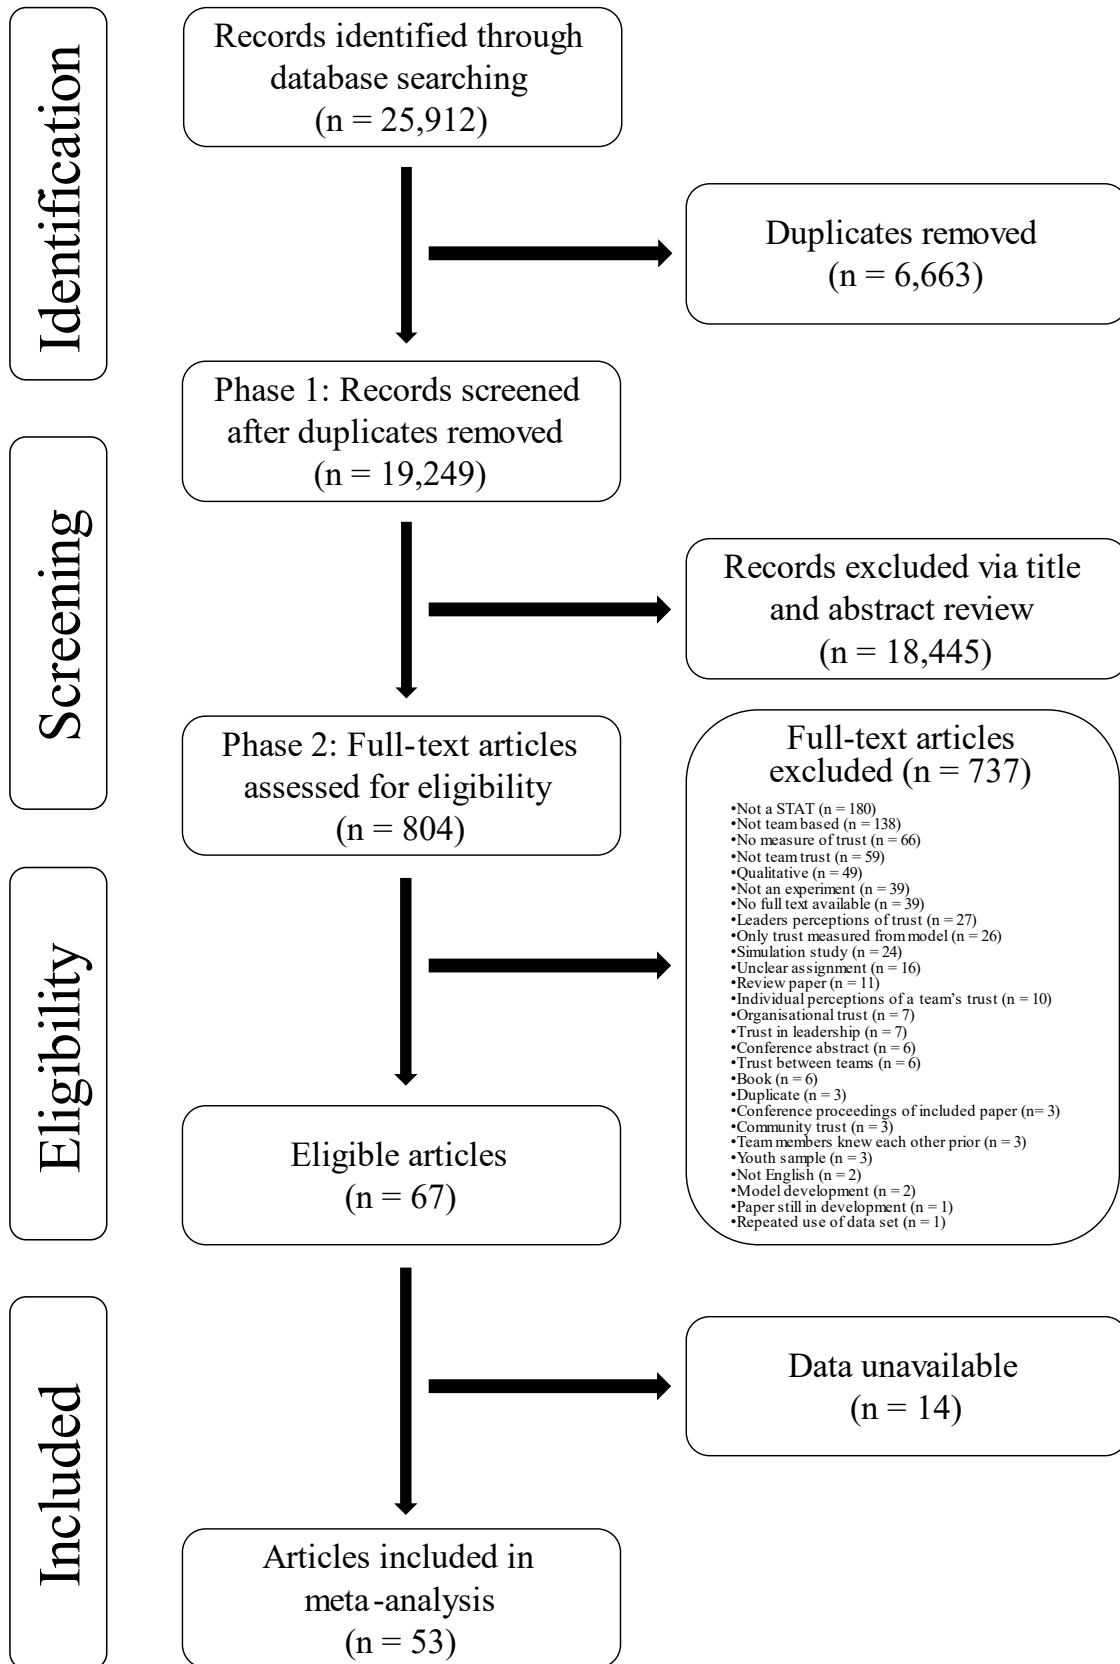 Identification
Records identified through
database searching
(n = 25,912)
Duplicates removed
(n = 6,663)
Screening
Phase 1: Records screened
after duplicates removed
(n = 19,249)
Records excluded via title
and abstract review
(n = 18,445)
Phase 2: Full-text articles
assessed for eligibility
(n = 804)
Full-text articles
excluded (n = 737)
•Not a STAT (n = 180)
•Not team based (n = 138)
•No measure of trust (n = 66)
•Not team trust (n = 59)
•Qualitative (n = 49)
•Not an experiment (n = 39)
•No full text available (n = 39)
•Leaders perceptions of trust (n = 27)
•Only trust measured from model (n = 26)
•Simulation study (n = 24)
•Unclear assignment (n = 16)
•Review paper (n = 11)
•Individual perceptions of a team's trust (n = 10)
•Organisational trust (n = 7)
•Trust in leadership (n = 7)
•Conference abstract (n = 6)
•Trust between teams (n = 6)
•Book (n = 6)
•Duplicate (n = 3)
•Conference proceedings of included paper (n = 3)
•Community trust (n = 3)
•Team members knew each other prior (n = 3)
•Youth sample (n = 3)
•Not English (n = 2)
•Model development (n = 2)
•Paper still in development (n = 1)
•Repeated use of data set (n = 1)
Eligibility
Eligible articles
(n = 67)
Data unavailable
(n = 14)
Included
Articles included in
meta-analysis
(n = 53)